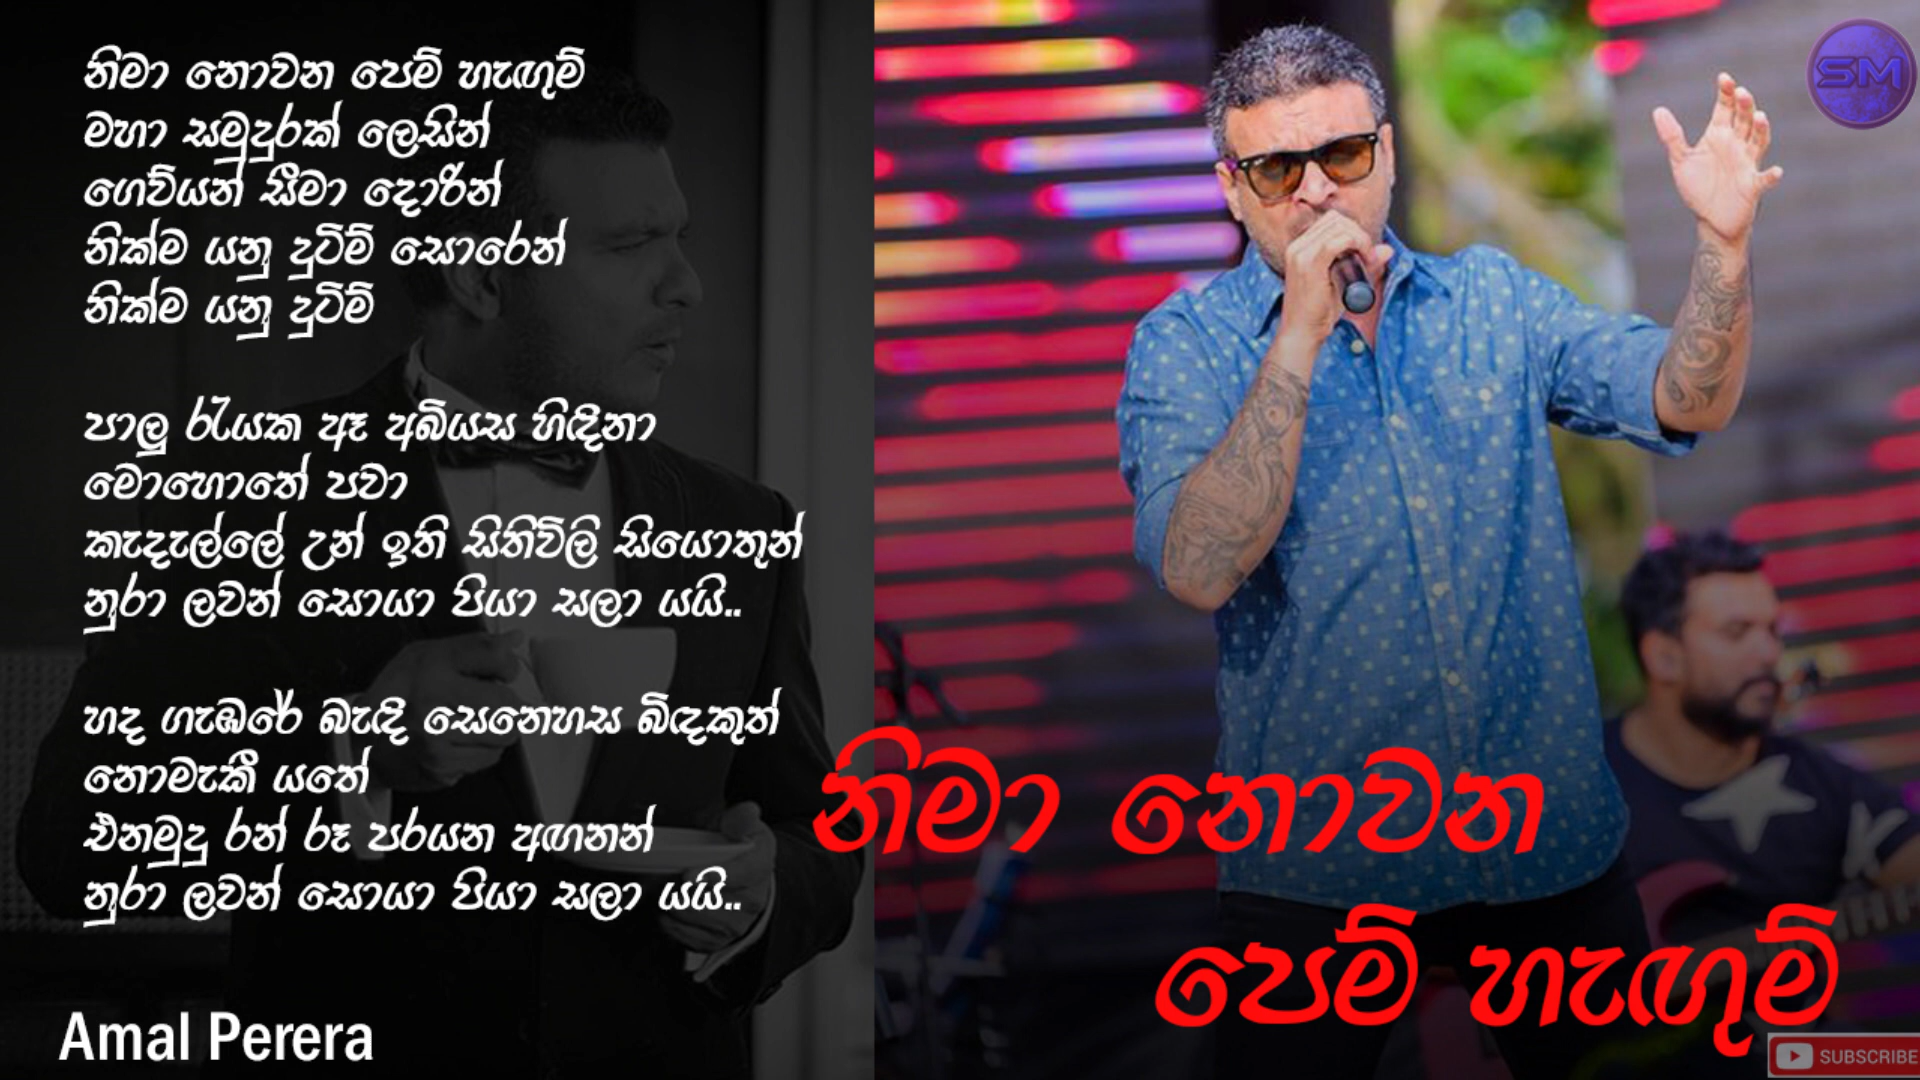 නිමා නොවන පෙම් හැඟුම්
මහා සමුදුරක් ලෙසින්
ගෙව්යන් සීමා දොරින්
නික්ම යනු දුටිම් සොරෙන්
නික්ම යනු දුටිම්
පාලු රැයක ඈ අබියස හිඳිනා
මොහොතේ පවා
කැදැල්ලේ උන් ඉති සිතිවිලි සියොතුන්
නුරා ලවන් සොයා පියා සලා යයි..
හද ගැඹරේ බැඳි සෙනෙහස බිඳකුත්
නොමැකී යතේ
එනමුදු රන් රූ පරයන අඟනන්
නුරා ලවන් සොයා පියා සලා යයි..
Amal Perera
නිමා නොවන
පෙම් හැඟුම්
SM
SUBSCRIBE